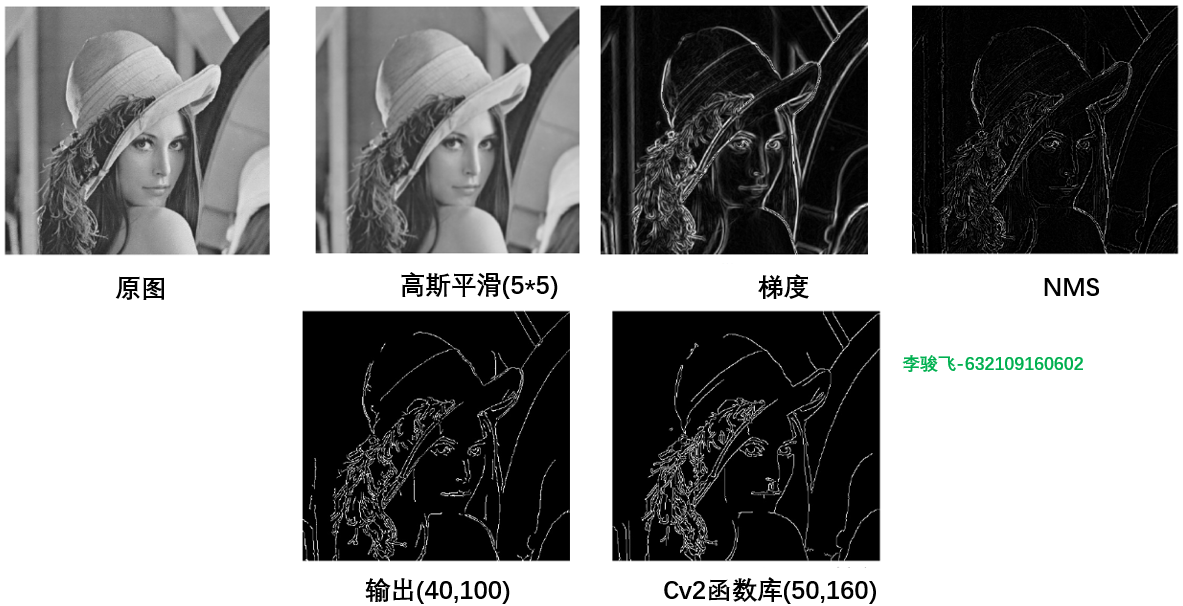 原图
高斯平滑(5*5)
梯度
NMS
李骏飞-632109160602
输出(40,100)
Cv2函数库(50,160)